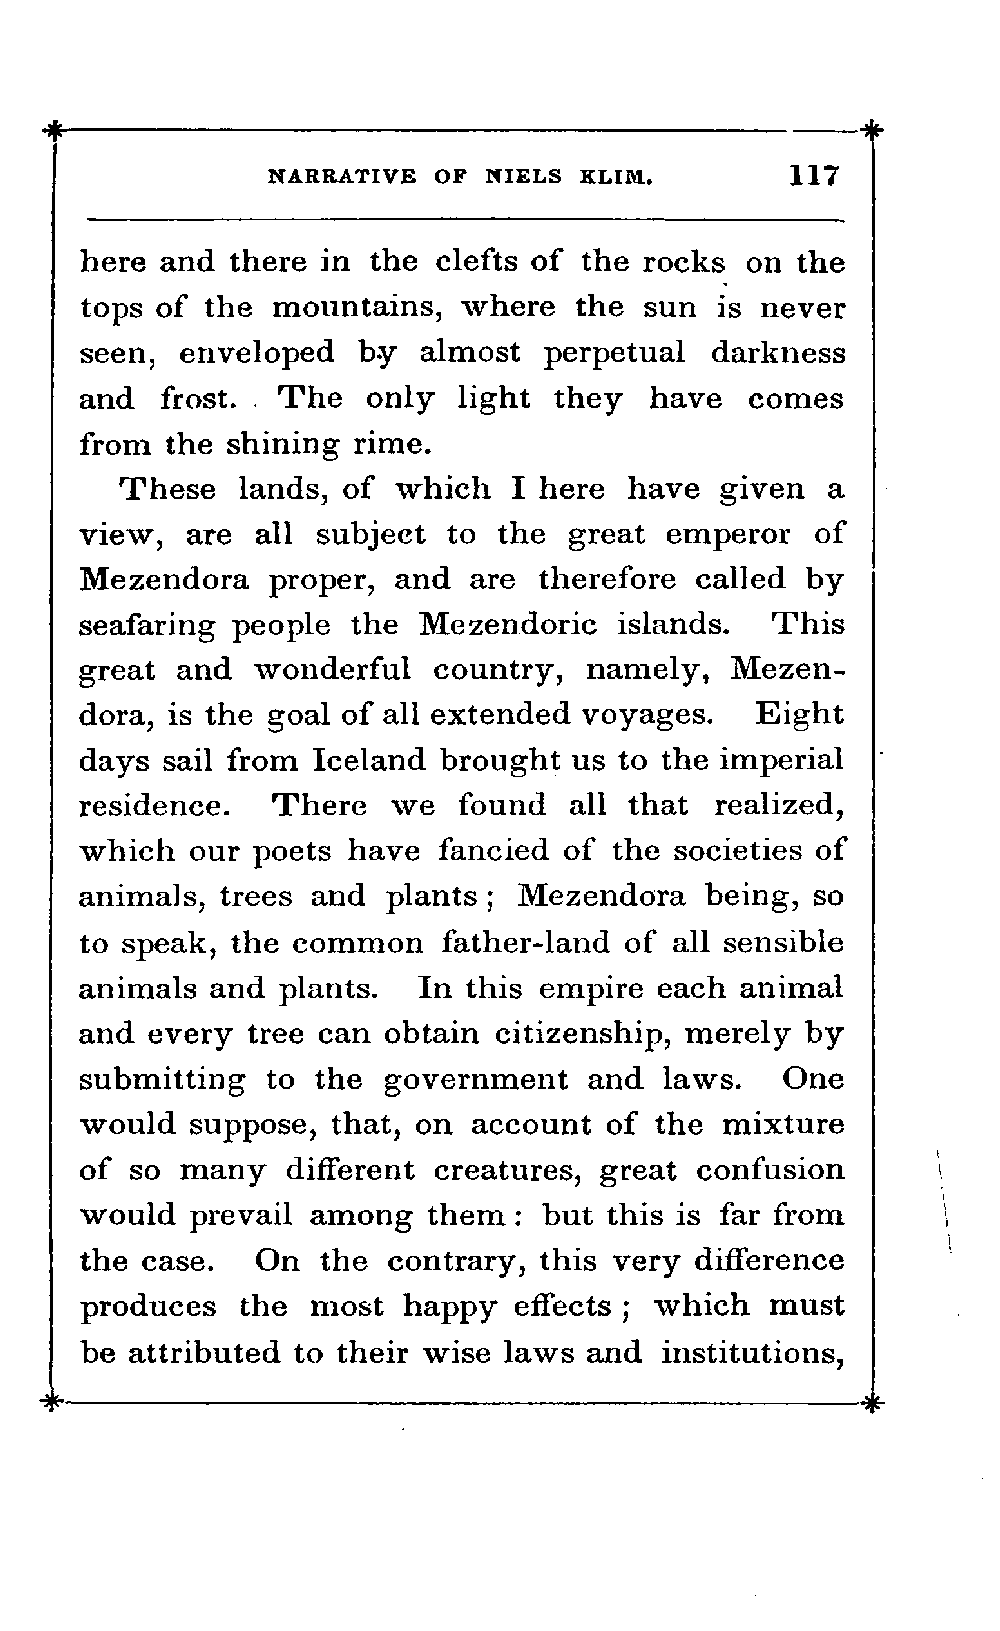 NARRATIVE OF NIELS KLIM. 117
here and there in the clefts of the rocks on the
tops of the mountains, where the sun is never
seen, enveloped by almost perpetual darkness
and frost. The only light they have comes
from the shining rime.
These lands, of which I here have given a
view, are all subject to the great emperor of
Mezendora proper, and are therefore called by
seafaring people the Mezendoric islands. This
great and wonderful country, namely, Mezen-
dora, is the goal of all extended voyages. Eight
days sail from Iceland brought us to the imperial
residence. There we found all that realized,
which our poets have fancied of the societies of
animals, trees and plants; Mezendora being, so
to speak, the common father-land of all sensible
animals and plants. In this empire each animal
and every tree can obtain citizenship, merely by
submitting to the government and laws. One
would suppose, that, on account of the mixture
of so many different creatures, great confusion
would prevail among them: but this is far from
the case. On the contrary, this very difference
produces the most happy effects; which must
be attributed to their wise laws and institutions,